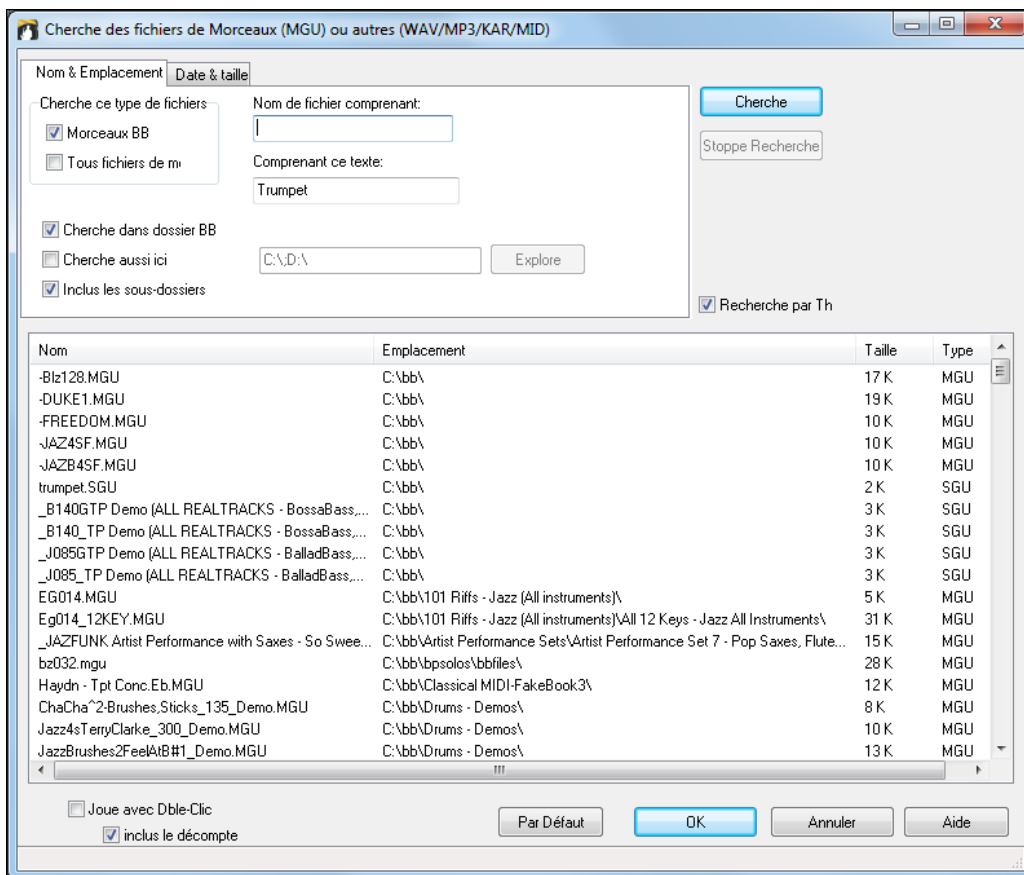 Cherche des fichiers de Morceaux (MGU) ou autres (WAV/MP3/KAR/MID)
Nom & Emplacement Date & taille
Cherche ce type de fichiers
Morceaux BB
Tous fichiers de m
Nom de fichier comprenant:
Comprenant ce texte:
Trumpet
Cherche dans dossier BB
Cherche aussi ici C:\;D:\ Explore
Inclus les sous-dossiers
Cherche
Stoppe Recherche
Recherche par Th
Nom Emplacement Taille Type
-Blz128.MGU C:\bb\ 17 K MGU
-DUKE1.MGU C:\bb\ 19 K MGU
-FREEDOM.MGU C:\bb\ 10 K MGU
-JAZ4SF.MGU C:\bb\ 10 K MGU
-JAZB4SF.MGU C:\bb\ 10 K MGU
trumpet.SGU C:\bb\ 2 K SGU
_B140GTP Demo (ALL REALTRACKS - BossaBass,... C:\bb\ 3 K SGU
_B140_TP Demo (ALL REALTRACKS - BossaBass,... C:\bb\ 3 K SGU
_J085GTP Demo (ALL REALTRACKS - BalladBass,... C:\bb\ 3 K SGU
_J085_TP Demo (ALL REALTRACKS - BalladBass,... C:\bb\ 3 K SGU
EG014.MGU C:\bb\101 Riffs - Jazz (All instruments)\ 5 K MGU
Eg014_12KEY.MGU C:\bb\101 Riffs - Jazz (All instruments)\All 12 Keys - Jazz All Instruments\ 31 K MGU
_JAZFUNK Artist Performance with Saxes - So Swee... C:\bb\Artist Performance Sets\Artist Performance Set 7 - Pop Saxes, Flute... 15 K MGU
bz032.mgu C:\bb\bpsolos\bbfiles\ 28 K MGU
Haydn - Tpt Conc.Eb.MGU C:\bb\Classical MIDI-FakeBook3\ 12 K MGU
ChaCha^2-Brushes,Sticks_135_Demo.MGU C:\bb\Drums - Demos\ 8 K MGU
Jazz4sTerryClarke_300_Demo.MGU C:\bb\Drums - Demos\ 10 K MGU
JazzBrushes2FeelAtB#1_Demo.MGU C:\bb\Drums - Demos\ 13 K MGU
Joue avec Dble-Clic
inclus le décompte
Par Défaut OK Annuler Aide